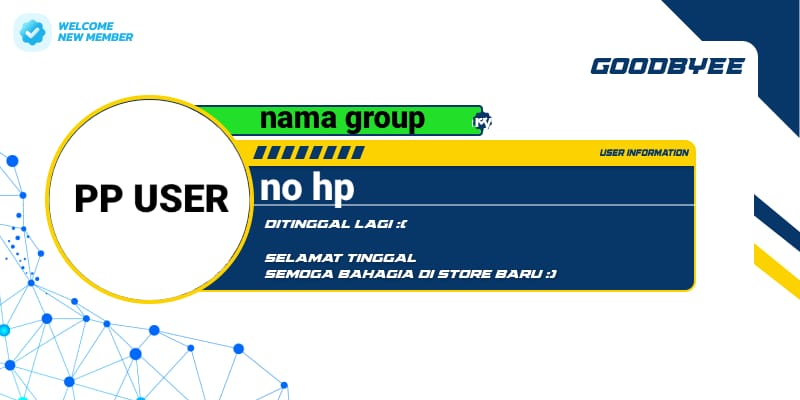 WELCOME
NEW MEMBER
GOODBYEE
nama group
USER INFORMATION
PP USER
no hp
DITINGGAL LAGI :(
SELAMAT TINGGAL
SEMOGA BAHAGIA DI STORE BARU :)